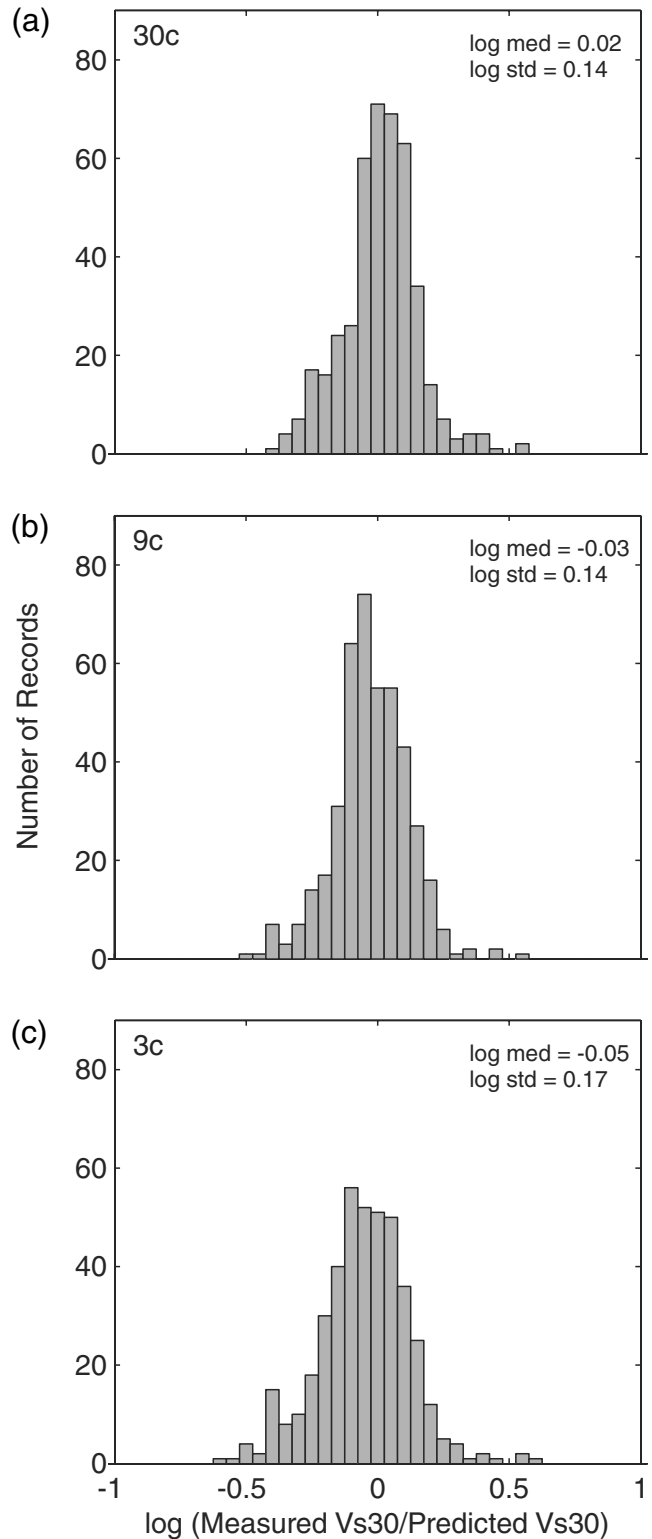 (a)
30c
log med = 0.02
log std = 0.14
80
60
40
20
0
(b)
9c
log med = -0.03
log std = 0.14
80
60
40
20
0
Number of Records
(c)
3c
log med = -0.05
log std = 0.17
80
60
40
20
0
-1 -0.5 0 0.5 1
log (Measured Vs30/Predicted Vs30)